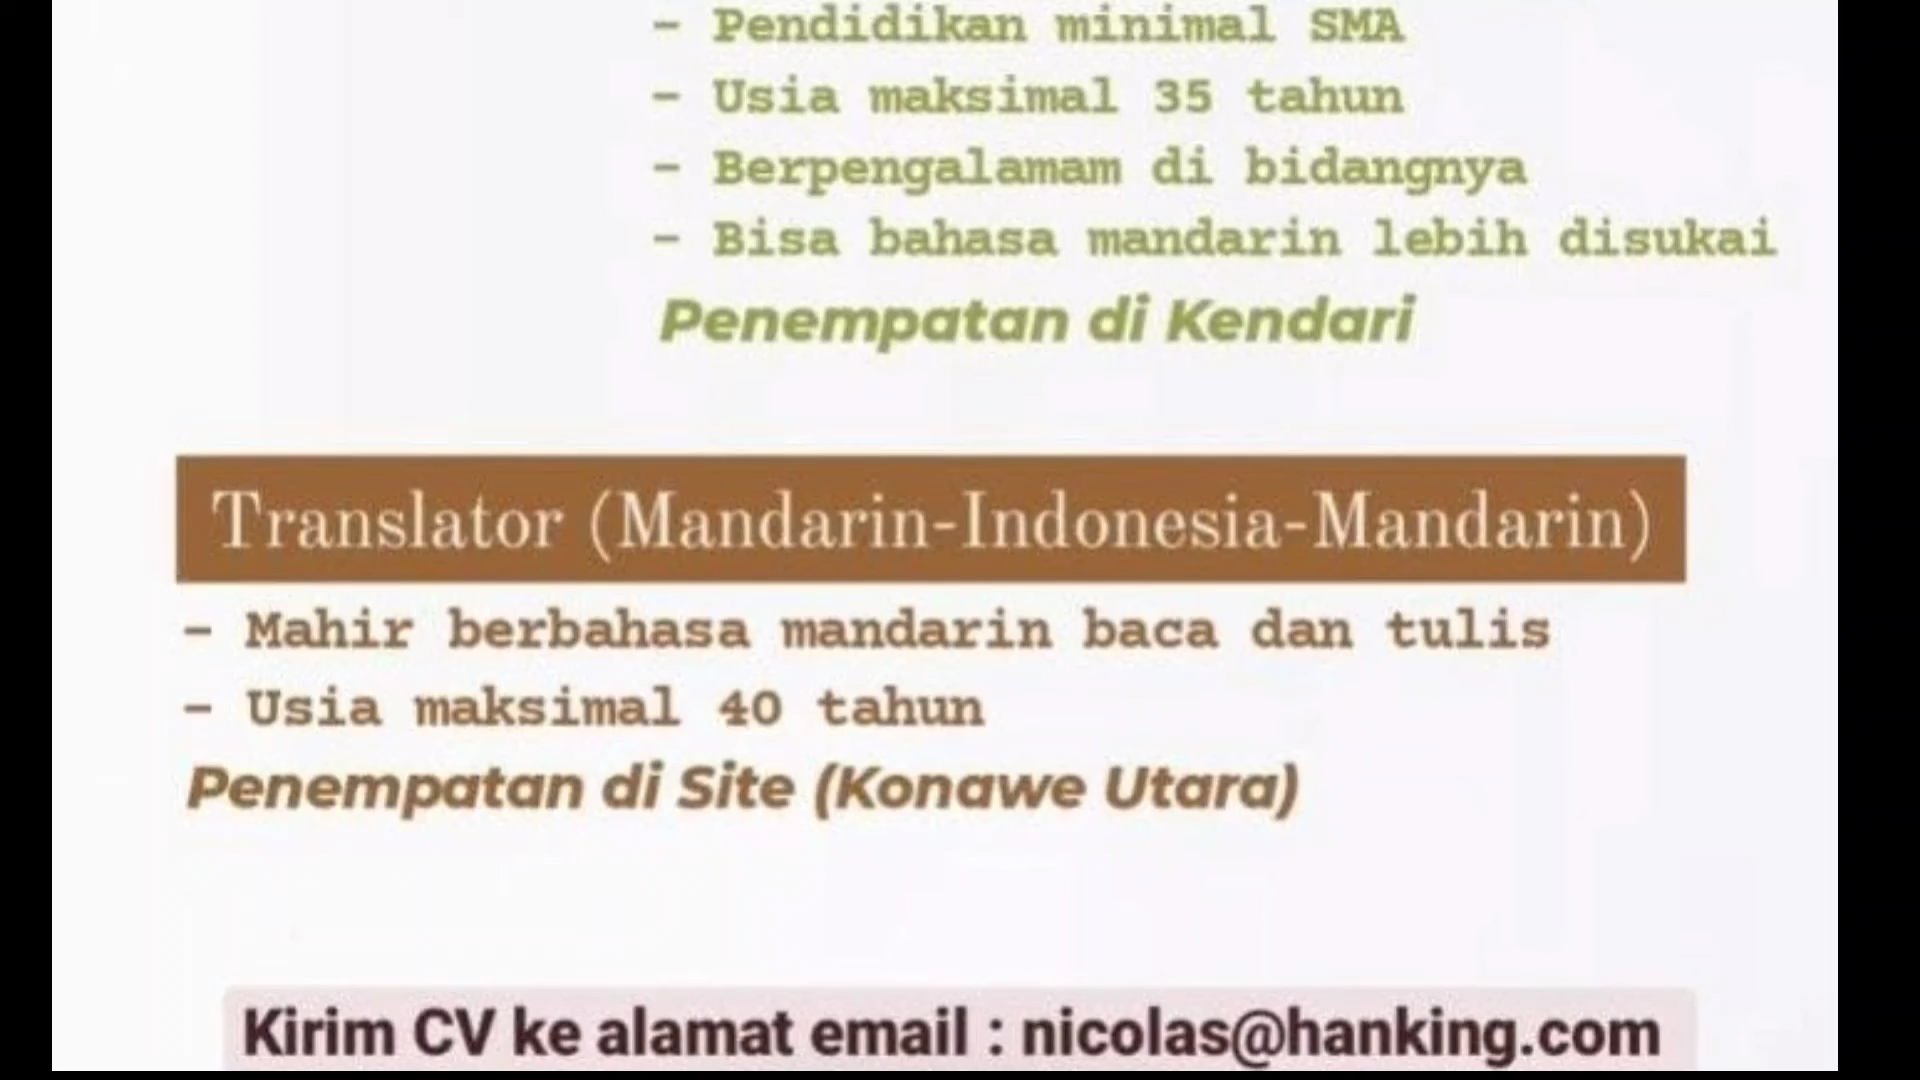 - Pendidikan minimal SMA
- Usia maksimal 35 tahun
- Berpengalamam di bidangnya
- Bisa bahasa mandarin lebih disukai
Penempatan di Kendari
Translator (Mandarin-Indonesia-Mandarin)
- Mahir berbahasa mandarin baca dan tulis
- Usia maksimal 40 tahun
Penempatan di Site (Konawe Utara)
Kirim CV ke alamat email : nicolas@hanking.com